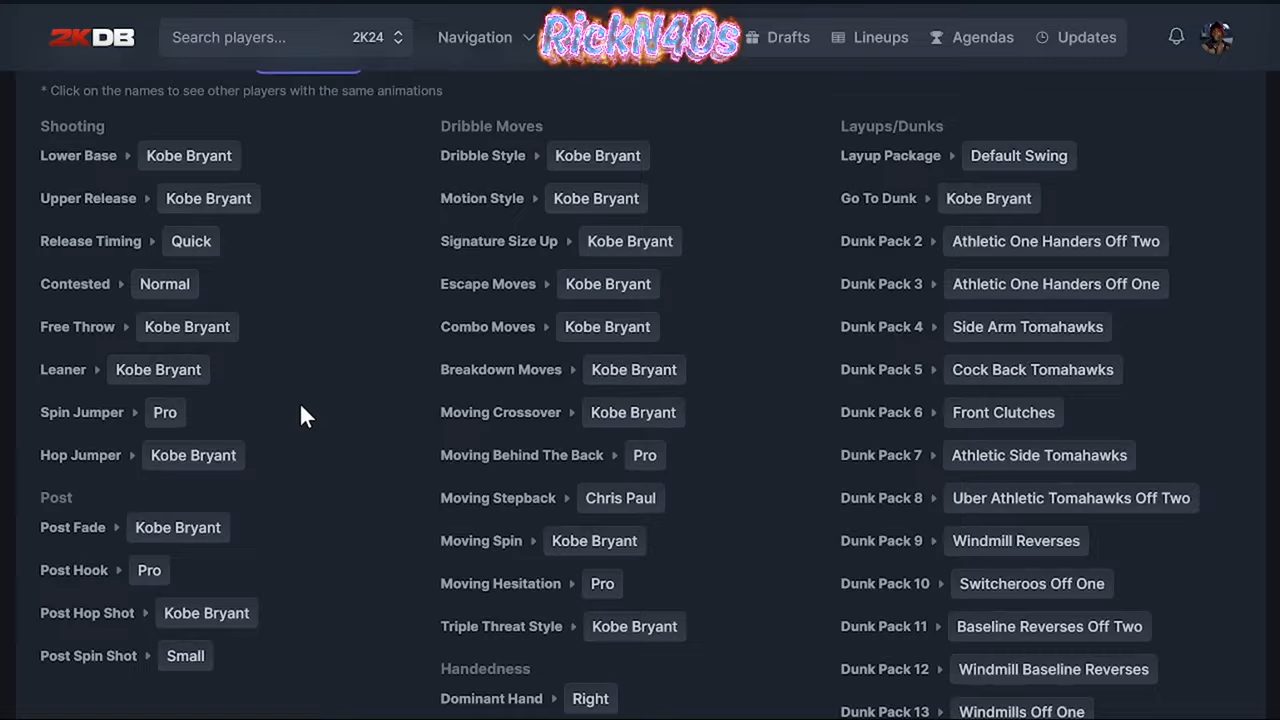 2KDB
Search players...
2K24
Navigation
RickN40s
Drafts
Lineups
Agendas
Updates
* Click on the names to see other players with the same animations
Shooting
Lower Base Kobe Bryant
Upper Release Kobe Bryant
Release Timing Quick
Contested Normal
Free Throw Kobe Bryant
Leaner Kobe Bryant
Spin Jumper Pro
Hop Jumper Kobe Bryant
Post
Post Fade Kobe Bryant
Post Hook Pro
Post Hop Shot Kobe Bryant
Post Spin Shot Small
Dribble Moves
Dribble Style Kobe Bryant
Motion Style Kobe Bryant
Signature Size Up Kobe Bryant
Escape Moves Kobe Bryant
Combo Moves Kobe Bryant
Breakdown Moves Kobe Bryant
Moving Crossover Kobe Bryant
Moving Behind The Back Pro
Moving Stepback Chris Paul
Moving Spin Kobe Bryant
Moving Hesitation Pro
Triple Threat Style Kobe Bryant
Handedness
Dominant Hand Right
Layups/Dunks
Layup Package Default Swing
Go To Dunk Kobe Bryant
Dunk Pack 2 Athletic One Handers Off Two
Dunk Pack 3 Athletic One Handers Off One
Dunk Pack 4 Side Arm Tomahawks
Dunk Pack 5 Cock Back Tomahawks
Dunk Pack 6 Front Clutches
Dunk Pack 7 Athletic Side Tomahawks
Dunk Pack 8 Uber Athletic Tomahawks Off Two
Dunk Pack 9 Windmill Reverses
Dunk Pack 10 Switcheroos Off One
Dunk Pack 11 Baseline Reverses Off Two
Dunk Pack 12 Windmill Baseline Reverses
Dunk Pack 13 Windmills Off One